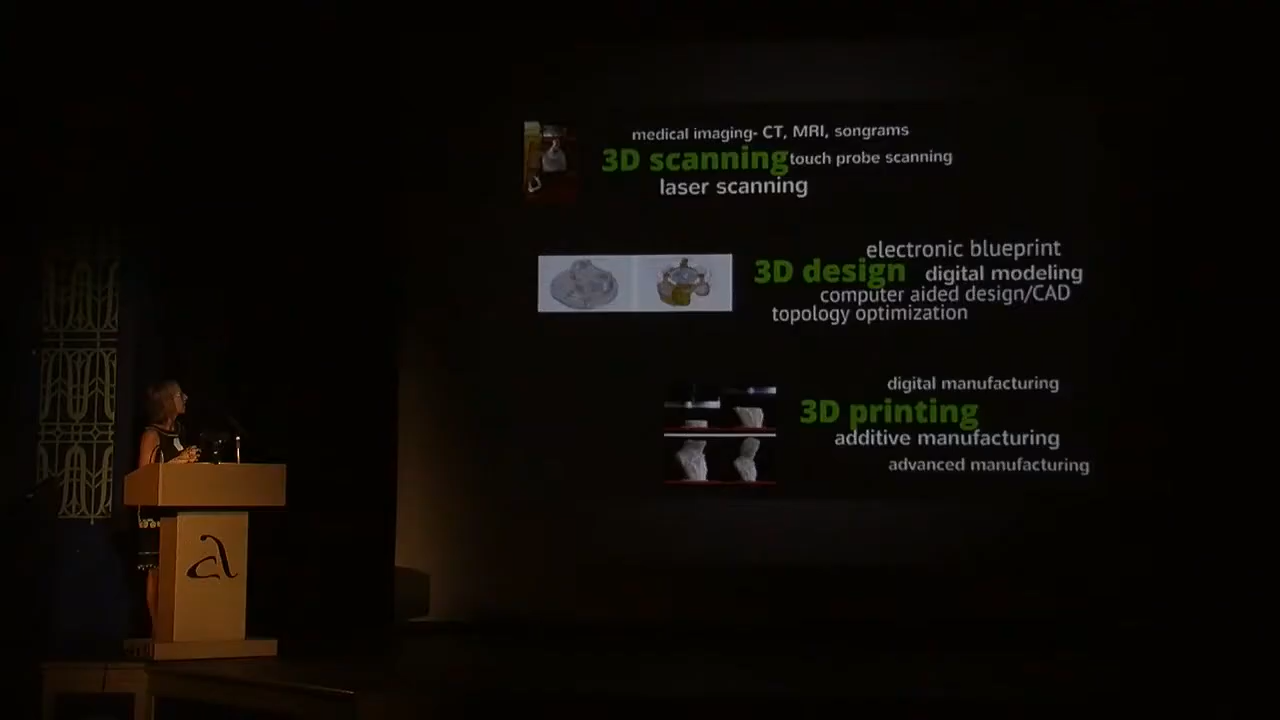 medical imaging- CT, MRI, songrams
3D scanning touch probe scanning
laser scanning
electronic blueprint
3D design digital modeling
computer aided design/CAD
topology optimization
digital manufacturing
3D printing
additive manufacturing
advanced manufacturing
a